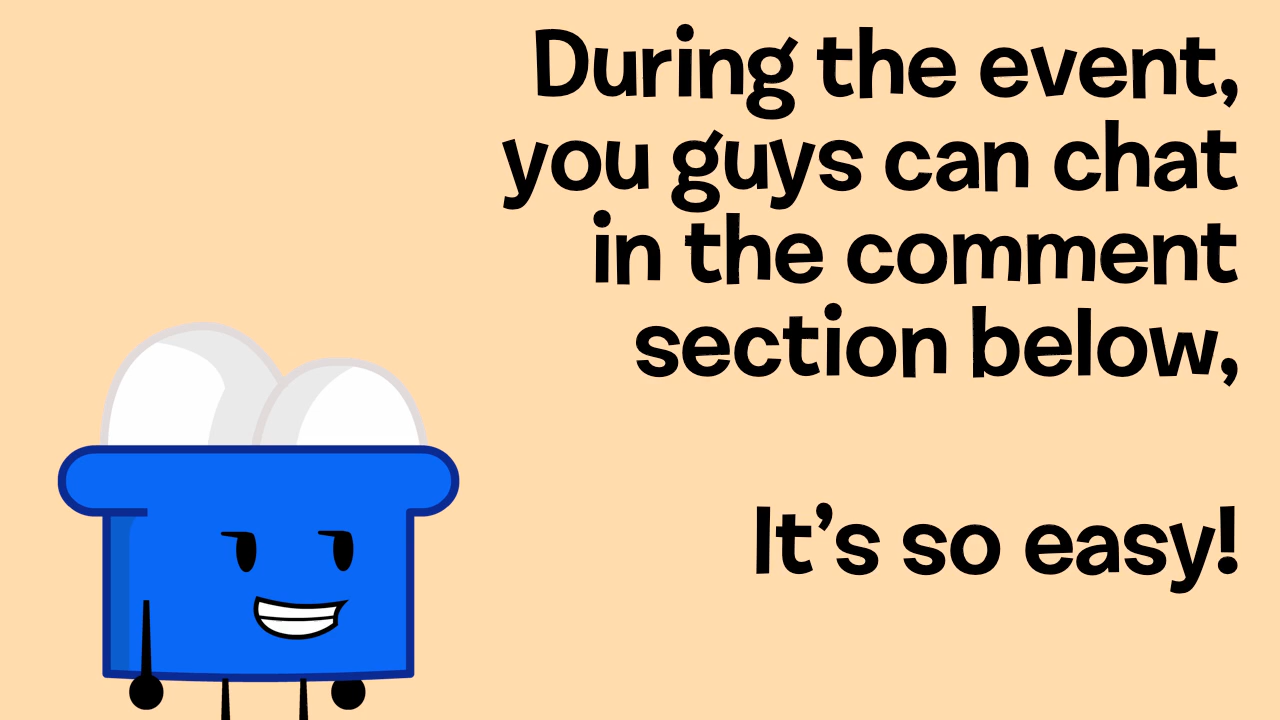 During the event,
you guys can chat
in the comment
section below,
It’s so easy!